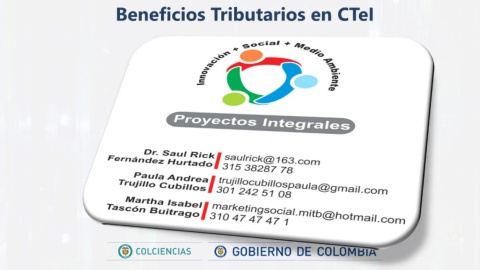 Beneficios Tributarios en CTeI
Innovación + Social + Medio Ambiente
Proyectos Integrales
Dr. Saul Rick
Fernández Hurtado
saulrick@163.com
315 38287 78
Paula Andrea
Trujillo Cubillos
trujillocubillospaula@gmail.com
301 242 51 08
Martha Isabel
Tascón Buitrago
marketingsocial.mitb@hotmail.com
310 47 47 47 1
COLCIENCIAS
GOBIERNO DE COLOMBIA